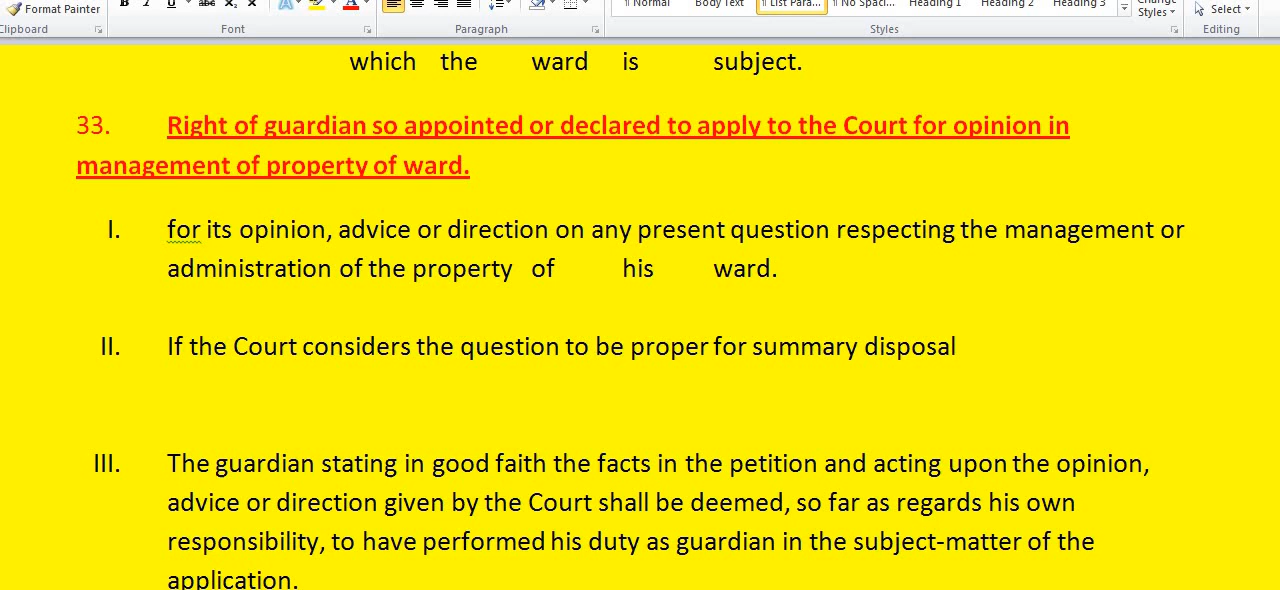 Format Painter
B I U abc X₂ X A A
¶ Normal Body Text ¶ List Para... ¶ No Spaci... Heading 1 Heading 2 Heading 3 Change Styles Select
Clipboard Font Paragraph Styles Editing
which the ward is subject.
33. Right of guardian so appointed or declared to apply to the Court for opinion in
management of property of ward.
I. for its opinion, advice or direction on any present question respecting the management or
administration of the property of his ward.
II. If the Court considers the question to be proper for summary disposal
III. The guardian stating in good faith the facts in the petition and acting upon the opinion,
advice or direction given by the Court shall be deemed, so far as regards his own
responsibility, to have performed his duty as guardian in the subject-matter of the
application.